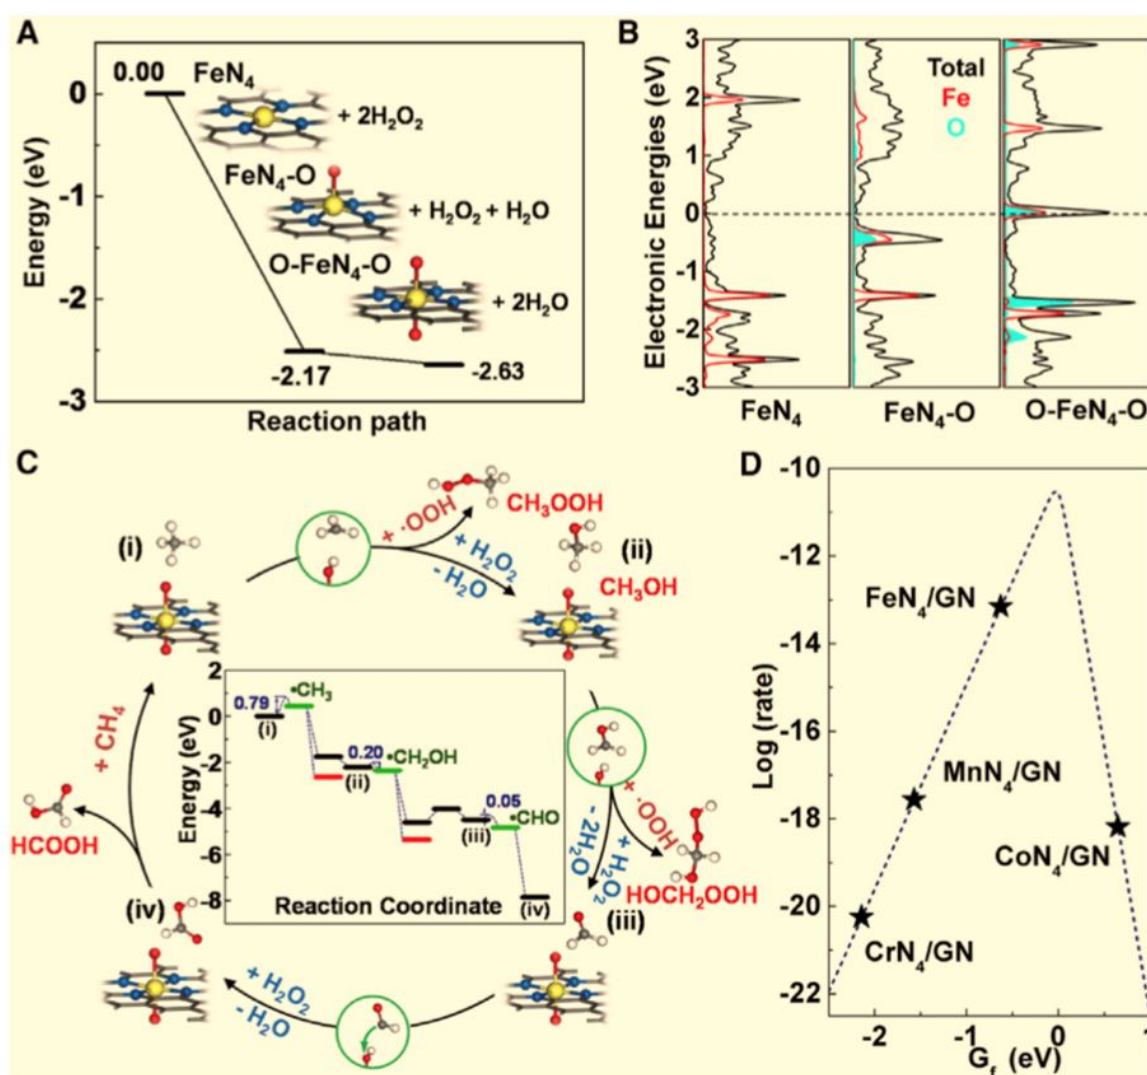 A
0.00
FeN4
+ 2H2O2
FeN4-O
+ H2O2 + H2O
O-FeN4-O
+ 2H2O
-2.17
-2.63
0
-1
-2
-3
Energy (eV)
Reaction path
B
Total
Fe
O
3
2
1
0
-1
-2
-3
Electronic Energies (eV)
FeN4
FeN4-O
O-FeN4-O
C
(i)
+ ·OOH
CH3OOH
+ H2O2
- H2O
(ii)
CH3OH
+ CH4
HCOOH
2
0
-2
-4
-6
-8
Energy (eV)
0.79
•CH3
(i)
0.20
•CH2OH
(ii)
0.05
•CHO
(iii)
(iv)
Reaction Coordinate
+ ·OOH
+ H2O2
- 2H2O
HOCH2OOH
(iii)
(iv)
+ H2O2
- H2O
D
-10
-12
-14
-16
-18
-20
-22
Log (rate)
FeN4/GN
MnN4/GN
CoN4/GN
CrN4/GN
-2
-1
0
1
Gf (eV)